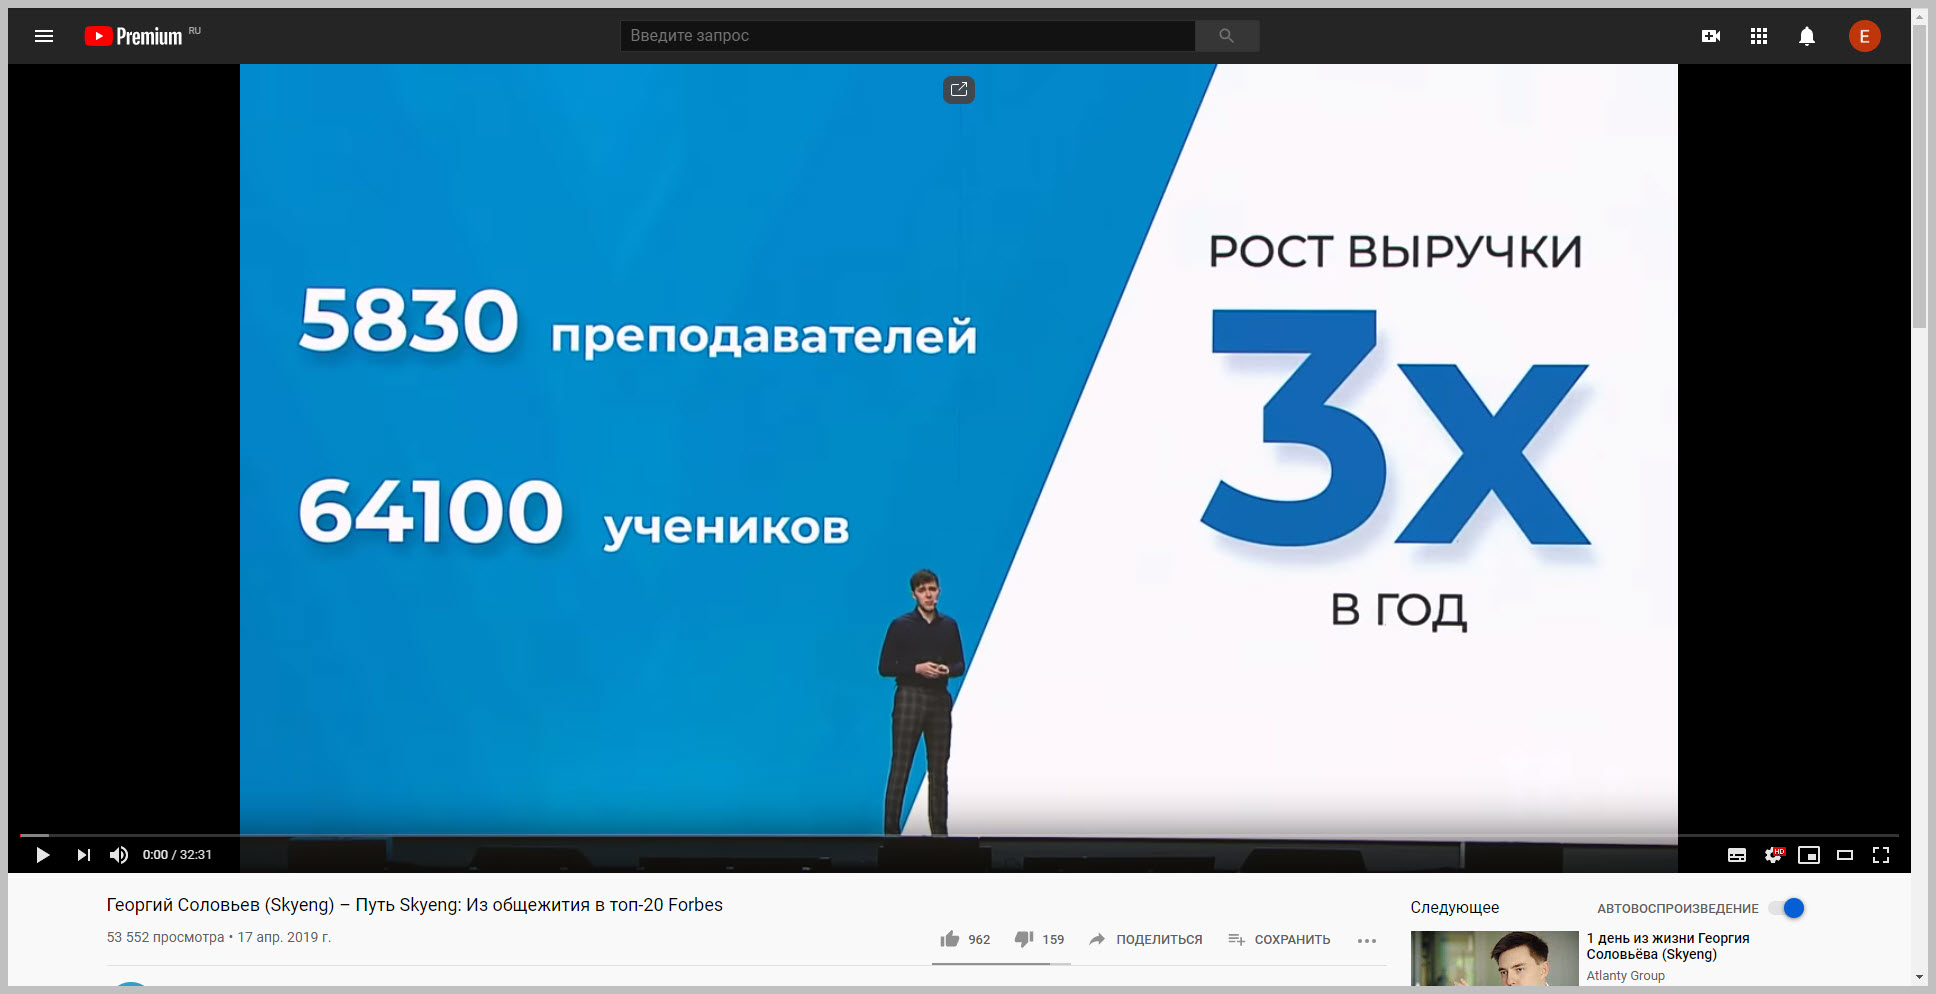 Premium RU
Введите запрос
E
РОСТ ВЫРУЧКИ
5830 преподавателей
3x
64100 учеников
В ГОД
0:00 / 32:31
HD
Георгий Соловьев (Skyeng) – Путь Skyeng: Из общежития в топ-20 Forbes
53 552 просмотра • 17 апр. 2019 г.
962
159
ПОДЕЛИТЬСЯ
СОХРАНИТЬ
Следующее
АВТОВОСПРОИЗВЕДЕНИЕ
1 день из жизни Георгия
Соловьёва (Skyeng)
Atlanty Group